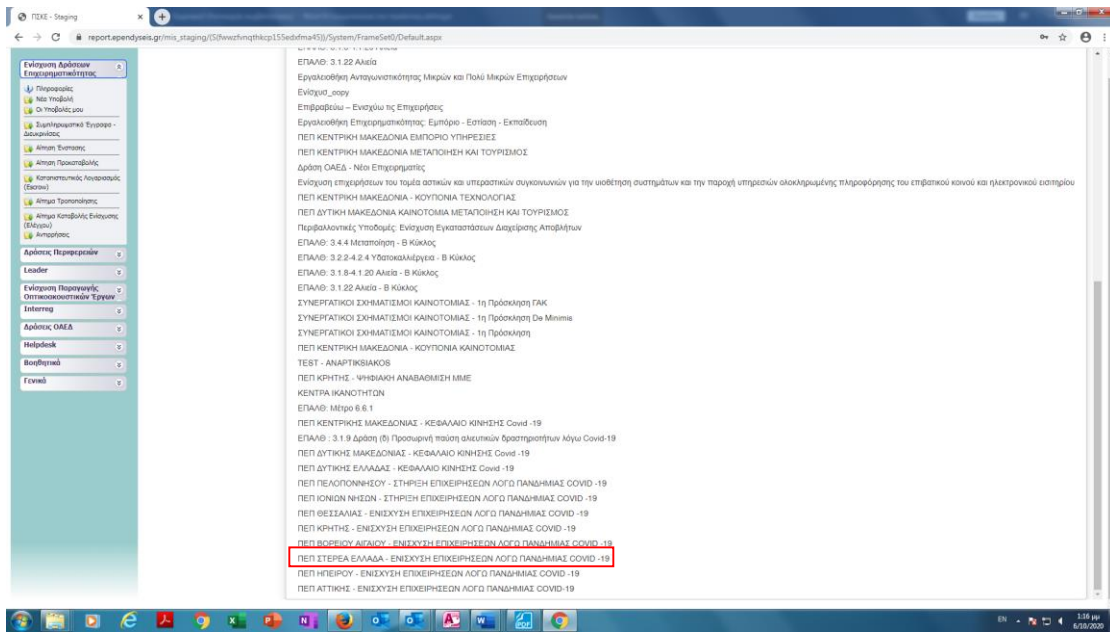 ΠΣΚΕ - Staging
report.ependyseis.gr/mis_staging/(S(fwwzfvnqthkcp155edxfma45))/System/FrameSet0/Default.aspx
Ενίσχυση Δράσεων
Επιχειρηματικότητας
Πληροφορίες
Νέα Υποβολή
Οι Υποβολές μου
Συμπληρωματικά Έγγραφα -
Διευκρινίσεις
Αίτηση Ένστασης
Αίτηση Προκαταβολής
Καταπιστευτικός Λογαριασμός
(Escrow)
Αίτημα Τροποποίησης
Αίτημα Καταβολής Ενίσχυσης
(Ελέγχου)
Αντιρρήσεις
Δράσεις Περιφερειών
Leader
Ενίσχυση Παραγωγής
Οπτικοακουστικών Έργων
Interreg
Δράσεις ΟΑΕΔ
Helpdesk
Βοηθητικά
Γενικά
ΕΠΑΛΘ: 3.1.22 Αλιεία
Εργαλειοθήκη Ανταγωνιστικότητας Μικρών και Πολύ Μικρών Επιχειρήσεων
Ενίσχυσ_copy
Επιβραβεύω – Ενισχύω τις Επιχειρήσεις
Εργαλειοθήκη Επιχειρηματικότητας: Εμπόριο - Εστίαση - Εκπαίδευση
ΠΕΠ ΚΕΝΤΡΙΚΗ ΜΑΚΕΔΟΝΙΑ ΕΜΠΟΡΙΟ ΥΠΗΡΕΣΙΕΣ
ΠΕΠ ΚΕΝΤΡΙΚΗ ΜΑΚΕΔΟΝΙΑ ΜΕΤΑΠΟΙΗΣΗ ΚΑΙ ΤΟΥΡΙΣΜΟΣ
Δράση ΟΑΕΔ - Νέοι Επιχειρηματίες
Ενίσχυση επιχειρήσεων του τομέα αστικών και υπεραστικών συγκοινωνιών για την υιοθέτηση συστημάτων και την παροχή υπηρεσιών ολοκληρωμένης πληροφόρησης του επιβατικού κοινού και ηλεκτρονικού εισιτηρίου
ΠΕΠ ΚΕΝΤΡΙΚΗ ΜΑΚΕΔΟΝΙΑ - ΚΟΥΠΟΝΙΑ ΤΕΧΝΟΛΟΓΙΑΣ
ΠΕΠ ΔΥΤΙΚΗ ΜΑΚΕΔΟΝΙΑ ΚΑΙΝΟΤΟΜΙΑ ΜΕΤΑΠΟΙΗΣΗ ΚΑΙ ΤΟΥΡΙΣΜΟΣ
Περιβαλλοντικές Υποδομές: Ενίσχυση Εγκαταστάσεων Διαχείρισης Αποβλήτων
ΕΠΑΛΘ: 3.4.4 Μεταποίηση - Β Κύκλος
ΕΠΑΛΘ: 3.2.2-4.2.4 Υδατοκαλλιέργεια - Β Κύκλος
ΕΠΑΛΘ: 3.1.8-4.1.20 Αλιεία - Β Κύκλος
ΕΠΑΛΘ: 3.1.22 Αλιεία - Β Κύκλος
ΣΥΝΕΡΓΑΤΙΚΟΙ ΣΧΗΜΑΤΙΣΜΟΙ ΚΑΙΝΟΤΟΜΙΑΣ - 1η Πρόσκληση ΓΑΚ
ΣΥΝΕΡΓΑΤΙΚΟΙ ΣΧΗΜΑΤΙΣΜΟΙ ΚΑΙΝΟΤΟΜΙΑΣ - 1η Πρόσκληση De Minimis
ΣΥΝΕΡΓΑΤΙΚΟΙ ΣΧΗΜΑΤΙΣΜΟΙ ΚΑΙΝΟΤΟΜΙΑΣ - 1η Πρόσκληση
ΠΕΠ ΚΕΝΤΡΙΚΗ ΜΑΚΕΔΟΝΙΑ - ΚΟΥΠΟΝΙΑ ΚΑΙΝΟΤΟΜΙΑΣ
TEST - ANAPTIKSIAKOS
ΠΕΠ ΚΡΗΤΗΣ - ΨΗΦΙΑΚΗ ΑΝΑΒΑΘΜΙΣΗ ΜΜΕ
ΚΕΝΤΡΑ ΙΚΑΝΟΤΗΤΩΝ
ΕΠΑΛΘ: Μέτρο 6.6.1
ΠΕΠ ΚΕΝΤΡΙΚΗΣ ΜΑΚΕΔΟΝΙΑΣ - ΚΕΦΑΛΑΙΟ ΚΙΝΗΣΗΣ Covid -19
ΕΠΑΛΘ : 3.1.9 Δράση (δ) Προσωρινή παύση αλιευτικών δραστηριοτήτων λόγω Covid-19
ΠΕΠ ΔΥΤΙΚΗΣ ΜΑΚΕΔΟΝΙΑΣ - ΚΕΦΑΛΑΙΟ ΚΙΝΗΣΗΣ Covid -19
ΠΕΠ ΔΥΤΙΚΗΣ ΕΛΛΑΔΑΣ - ΚΕΦΑΛΑΙΟ ΚΙΝΗΣΗΣ Covid -19
ΠΕΠ ΠΕΛΟΠΟΝΝΗΣΟΥ - ΣΤΗΡΙΞΗ ΕΠΙΧΕΙΡΗΣΕΩΝ ΛΟΓΩ ΠΑΝΔΗΜΙΑΣ COVID -19
ΠΕΠ ΙΟΝΙΩΝ ΝΗΣΩΝ - ΣΤΗΡΙΞΗ ΕΠΙΧΕΙΡΗΣΕΩΝ ΛΟΓΩ ΠΑΝΔΗΜΙΑΣ COVID -19
ΠΕΠ ΘΕΣΣΑΛΙΑΣ - ΕΝΙΣΧΥΣΗ ΕΠΙΧΕΙΡΗΣΕΩΝ ΛΟΓΩ ΠΑΝΔΗΜΙΑΣ COVID -19
ΠΕΠ ΚΡΗΤΗΣ - ΕΝΙΣΧΥΣΗ ΕΠΙΧΕΙΡΗΣΕΩΝ ΛΟΓΩ ΠΑΝΔΗΜΙΑΣ COVID -19
ΠΕΠ ΒΟΡΕΙΟΥ ΑΙΓΑΙΟΥ - ΕΝΙΣΧΥΣΗ ΕΠΙΧΕΙΡΗΣΕΩΝ ΛΟΓΩ ΠΑΝΔΗΜΙΑΣ COVID -19
ΠΕΠ ΣΤΕΡΕΑ ΕΛΛΑΔΑ - ΕΝΙΣΧΥΣΗ ΕΠΙΧΕΙΡΗΣΕΩΝ ΛΟΓΩ ΠΑΝΔΗΜΙΑΣ COVID -19
ΠΕΠ ΗΠΕΙΡΟΥ - ΕΝΙΣΧΥΣΗ ΕΠΙΧΕΙΡΗΣΕΩΝ ΛΟΓΩ ΠΑΝΔΗΜΙΑΣ COVID -19
ΠΕΠ ΑΤΤΙΚΗΣ - ΕΝΙΣΧΥΣΗ ΕΠΙΧΕΙΡΗΣΕΩΝ ΛΟΓΩ ΠΑΝΔΗΜΙΑΣ COVID-19
EN
1:16 μμ
6/10/2020